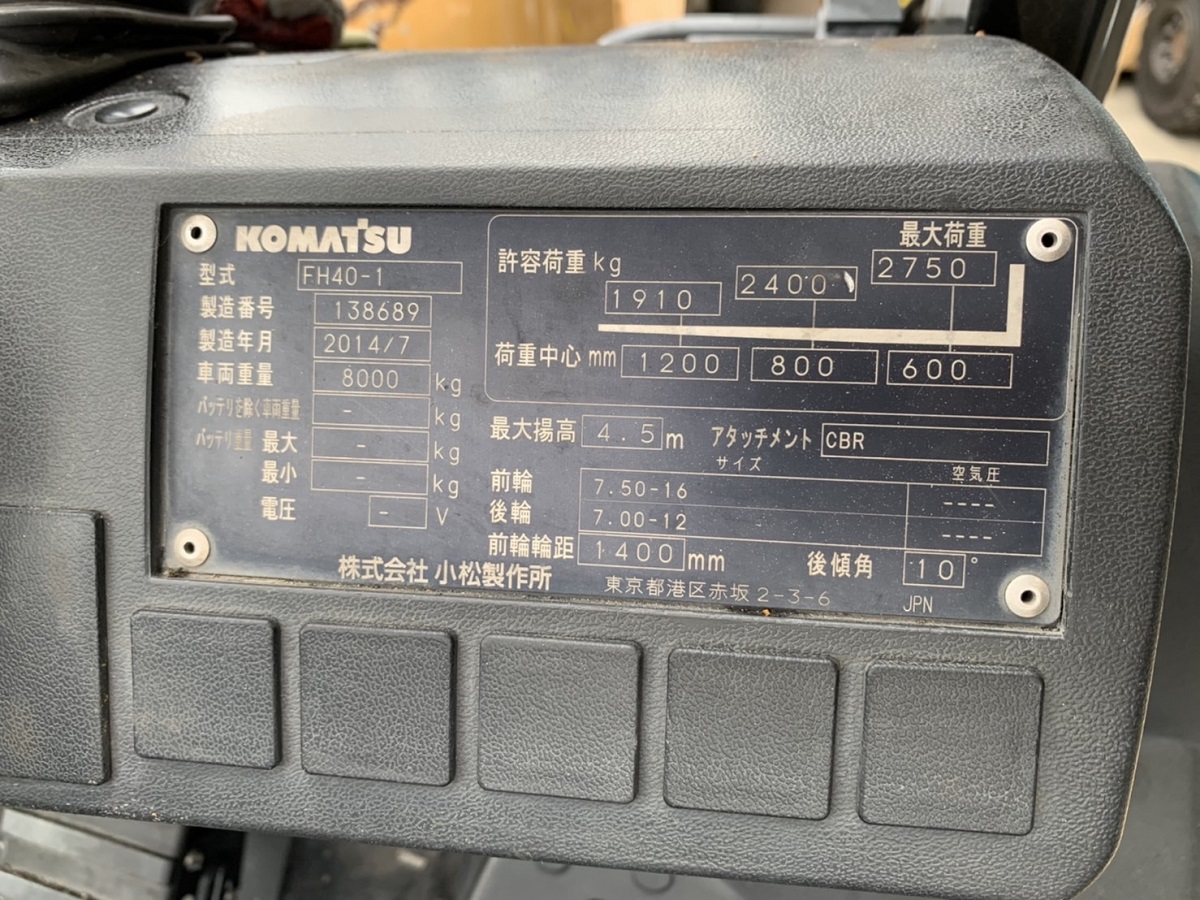 KOMATSU
型式 FH40-1
製造番号 138689
製造年月 2014/7
車両重量 8000 kg
バッテリを除く車両重量 - kg
バッテリ重量 最大 - kg
最小 - kg
電圧 - V
最大荷重
許容荷重 kg 1910 2400 2750
荷重中心 mm 1200 800 600
最大揚高 4.5 m アタッチメント CBR
サイズ 空気圧
前輪 7.50-16 ----
後輪 7.00-12 ----
前輪輪距 1400 mm 後傾角 10°
株式会社 小松製作所 東京都港区赤坂2-3-6 JPN